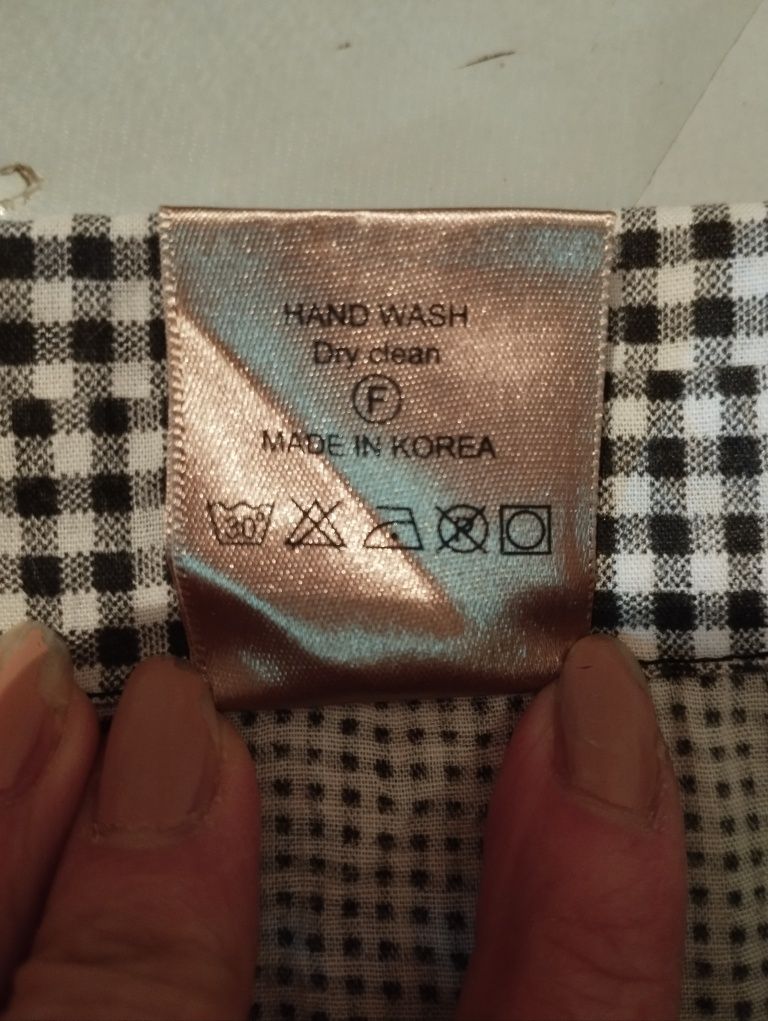 HAND WASH
Dry clean
F
MADE IN KOREA
30° P